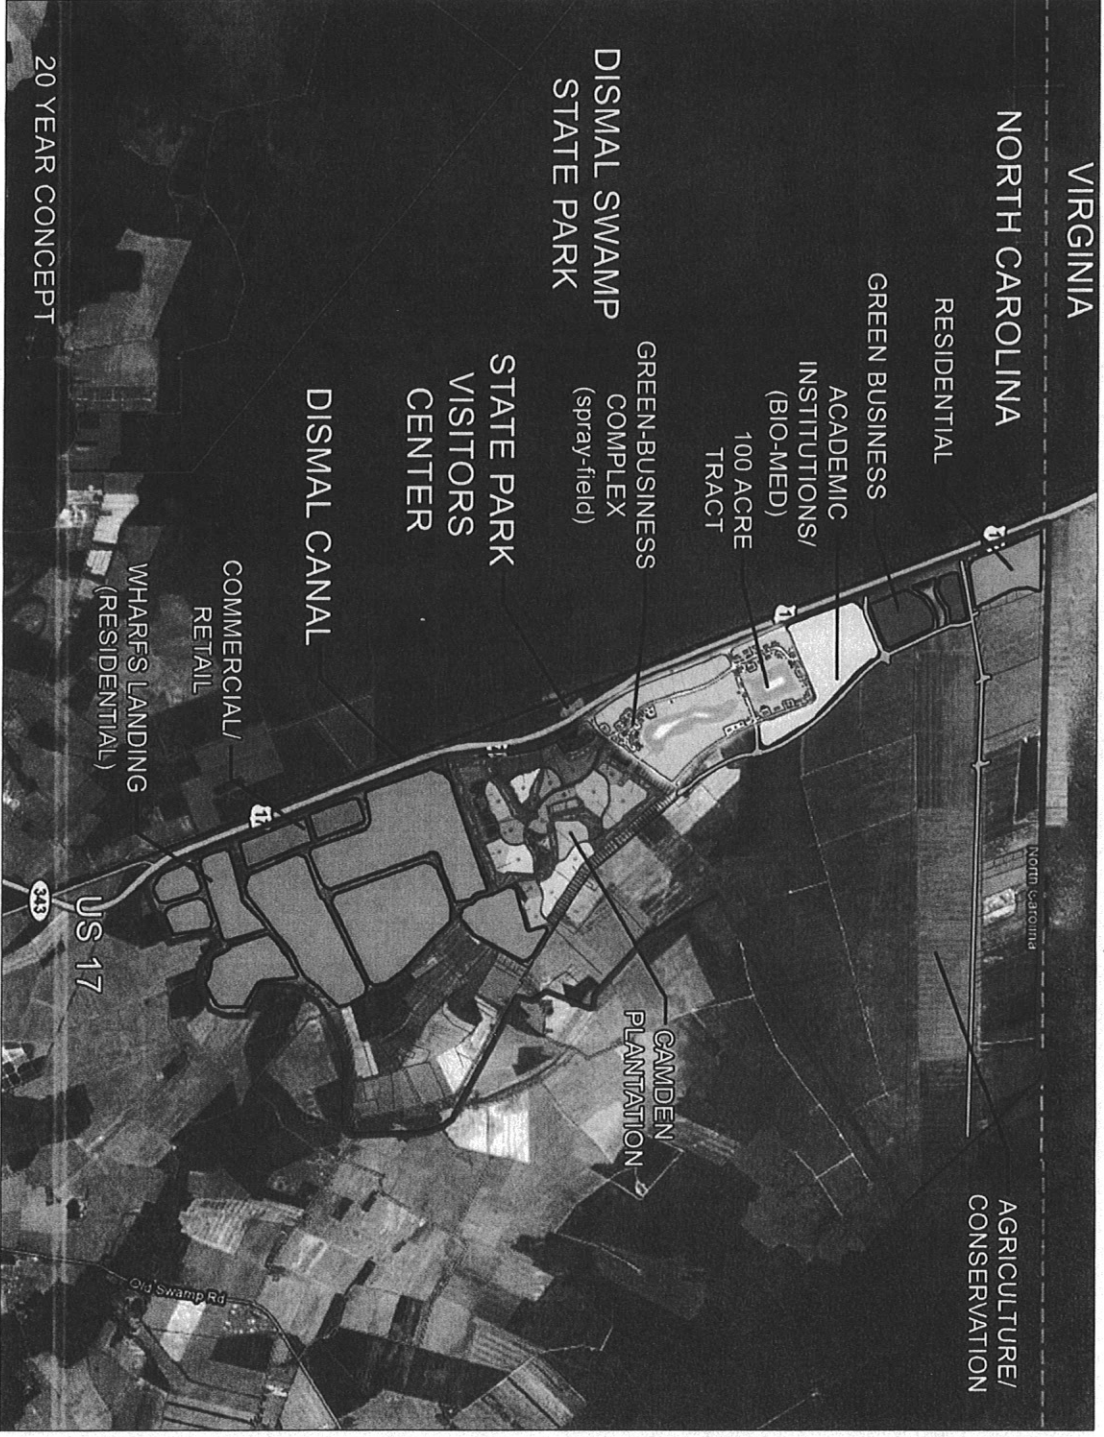 VIRGINIA
NORTH CAROLINA
RESIDENTIAL
GREEN BUSINESS
ACADEMIC
INSTITUTIONS/
(BIO-MED)
100 ACRE
TRACT
DISMAL SWAMP
STATE PARK
GREEN-BUSINESS
COMPLEX
(spray-field)
STATE PARK
VISITORS
CENTER
DISMAL CANAL
COMMERCIAL/
RETAIL
WHARFS LANDING
(RESIDENTIAL)
US 17
343
CAMDEN
PLANTATION
AGRICULTURE/
CONSERVATION
North Carolina
Old Swamp Rd
20 YEAR CONCEPT